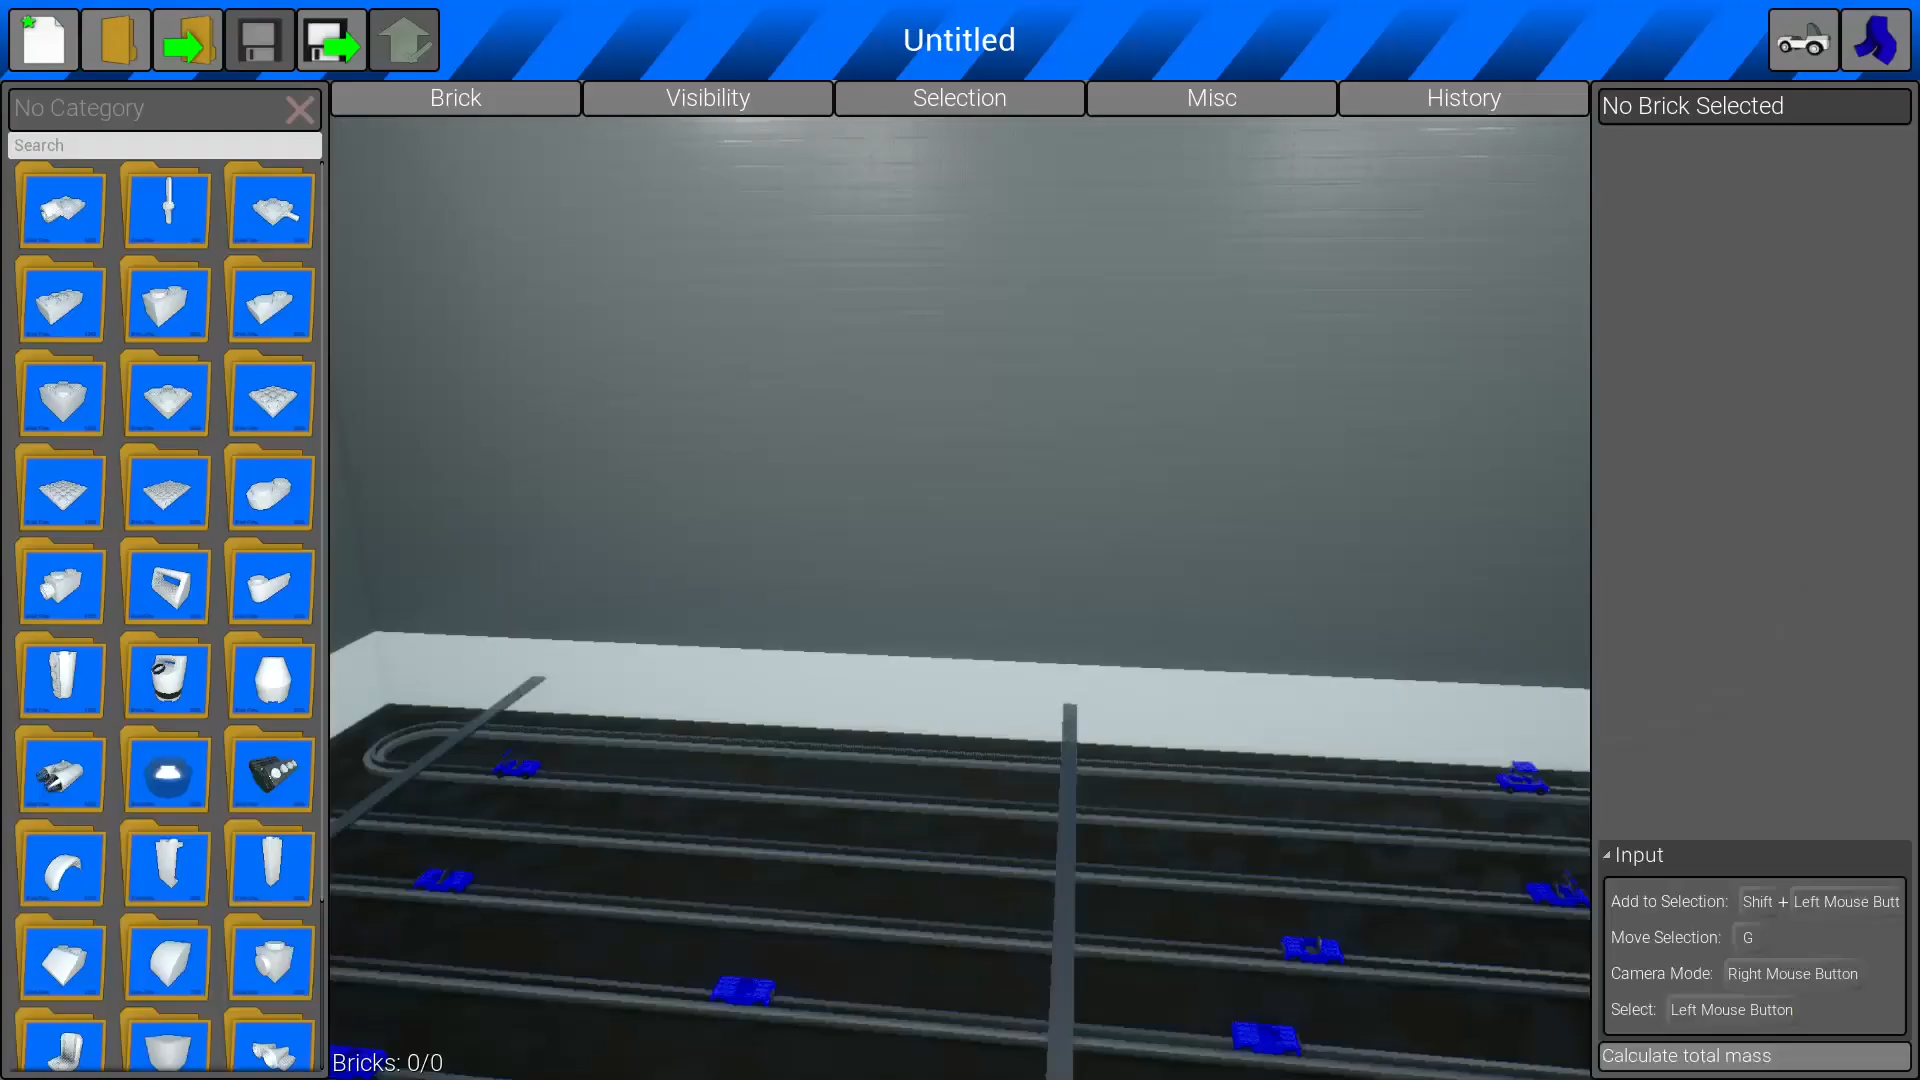 Untitled
No Category
Search
Brick
Visibility
Selection
Misc
History
No Brick Selected
Input
Add to Selection: Shift + Left Mouse Butt
Move Selection: G
Camera Mode: Right Mouse Button
Select: Left Mouse Button
Calculate total mass
Bricks: 0/0